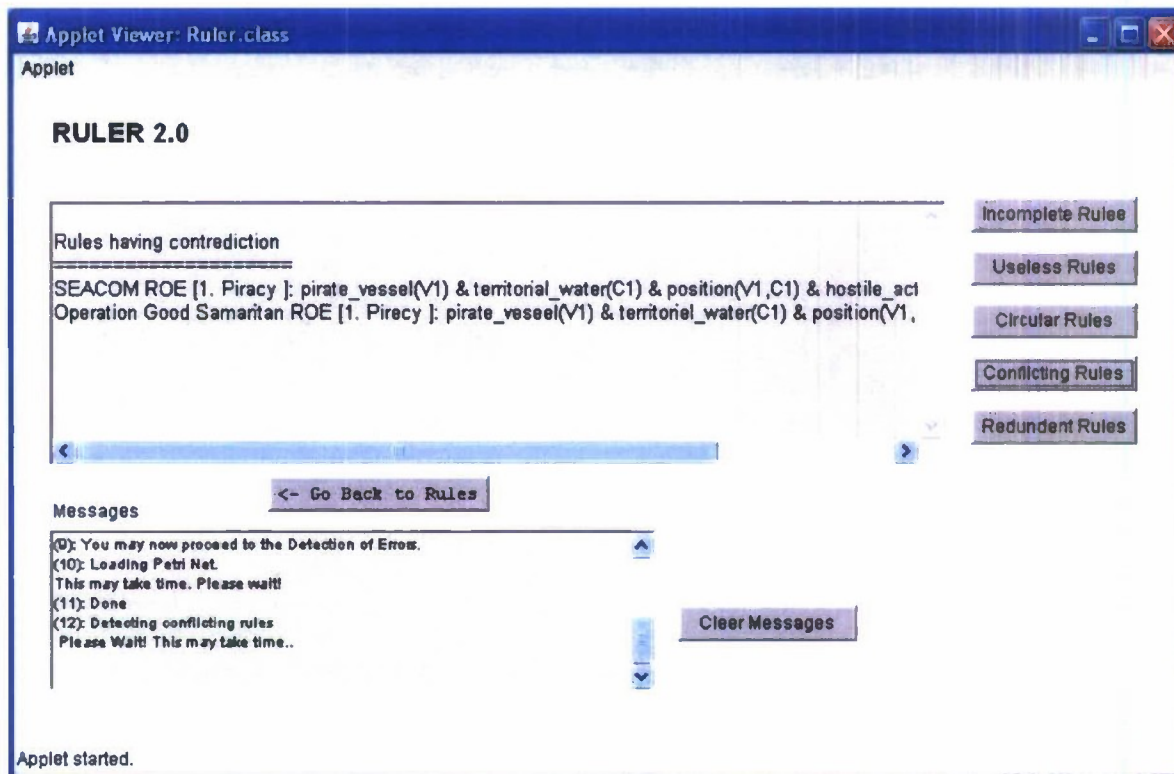 Applet Viewer: Ruler.class
Applet
RULER 2.0
Rules having contrediction
====================
SEACOM ROE [1. Piracy ]: pirate_vessel(V1) & territorial_water(C1) & position(V1,C1) & hostile_act
Operation Good Samaritan ROE [1. Pirecy ]: pirate_veseel(V1) & territoriel_water(C1) & position(V1,
Incomplete Rulee
Useless Rules
Circular Rules
Conflicting Rules
Redundent Rules
<- Go Back to Rules
Messages
(9): You may now proceed to the Detection of Errors.
(10): Loading Petri Net.
This may take time. Please wait!
(11): Done
(12): Detecting conflicting rules
Please Wait! This may take time..
Cleer Messages
Applet started.